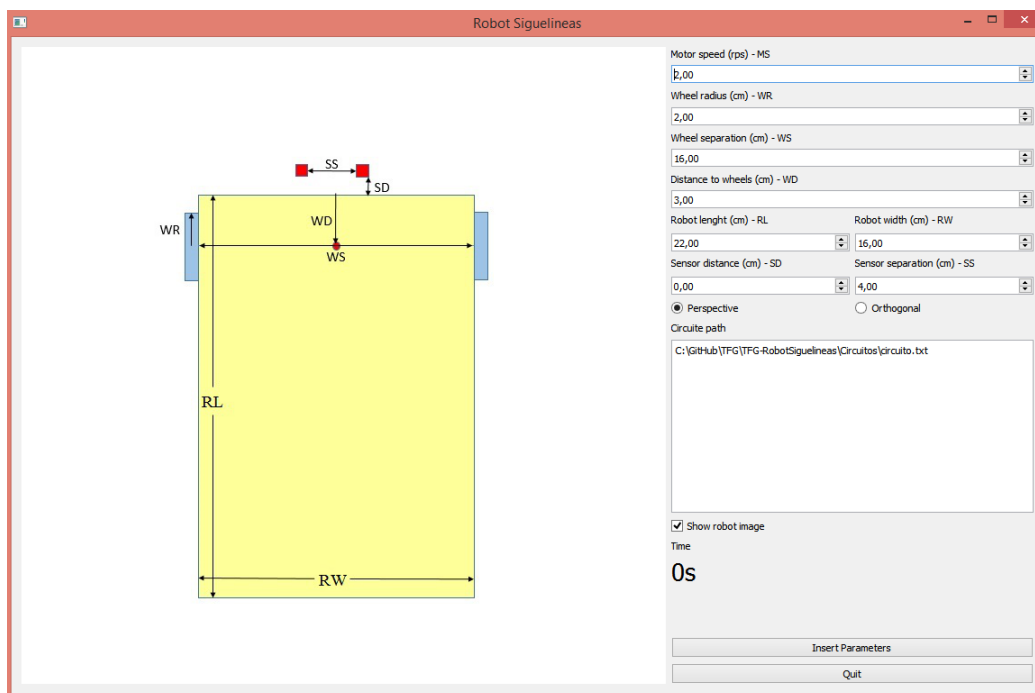 Robot Siguelineas
SS
SD
WR
WD
WS
RL
RW
Motor speed (rps) - MS
2,00
Wheel radius (cm) - WR
2,00
Wheel separation (cm) - WS
16,00
Distance to wheels (cm) - WD
3,00
Robot lenght (cm) - RL
Robot width (cm) - RW
22,00
16,00
Sensor distance (cm) - SD
Sensor separation (cm) - SS
0,00
4,00
Perspective
Orthogonal
Circuite path
C:\GitHub\TFG\TFG-RobotSiguelineas\Circuitos\circuito.txt
Show robot image
Time
0s
Insert Parameters
Quit